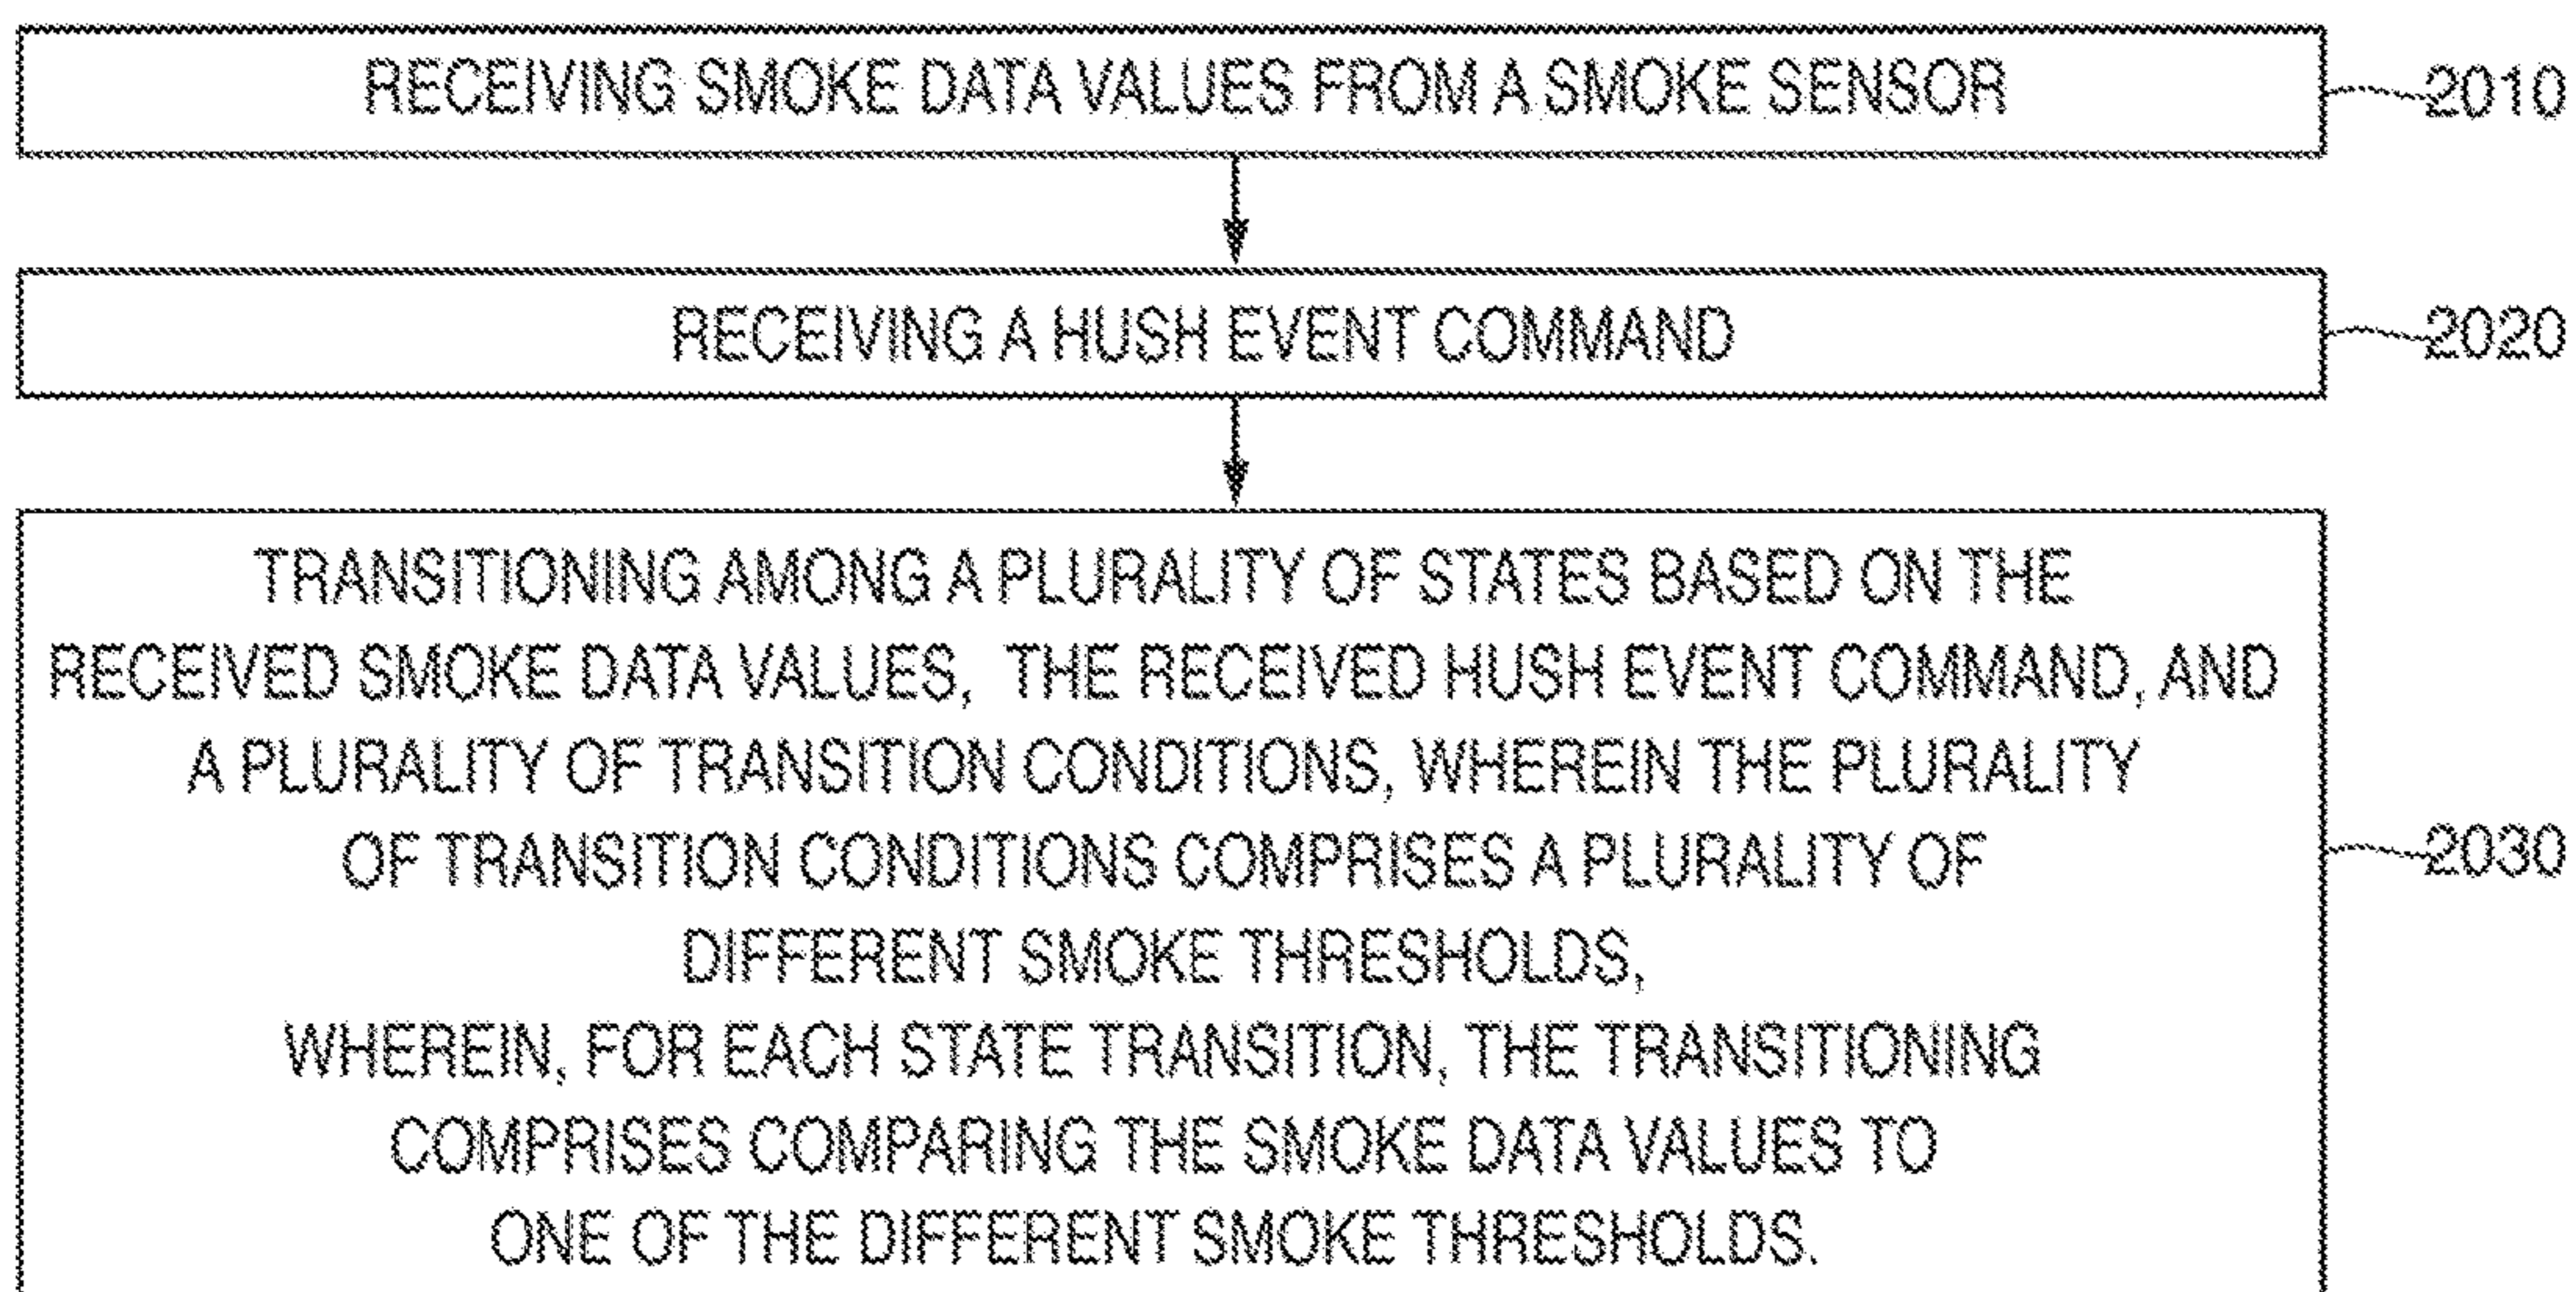 RECEIVING SMOKE DATA VALUES FROM A SMOKE SENSOR
2010
RECEIVING A HUSH EVENT COMMAND
2020
TRANSITIONING AMONG A PLURALITY OF STATES BASED ON THE
RECEIVED SMOKE DATA VALUES, THE RECEIVED HUSH EVENT COMMAND, AND
A PLURALITY OF TRANSITION CONDITIONS, WHEREIN THE PLURALITY
OF TRANSITION CONDITIONS COMPRISES A PLURALITY OF
DIFFERENT SMOKE THRESHOLDS,
WHEREIN, FOR EACH STATE TRANSITION, THE TRANSITIONING
COMPRISES COMPARING THE SMOKE DATA VALUES TO
ONE OF THE DIFFERENT SMOKE THRESHOLDS.
2030